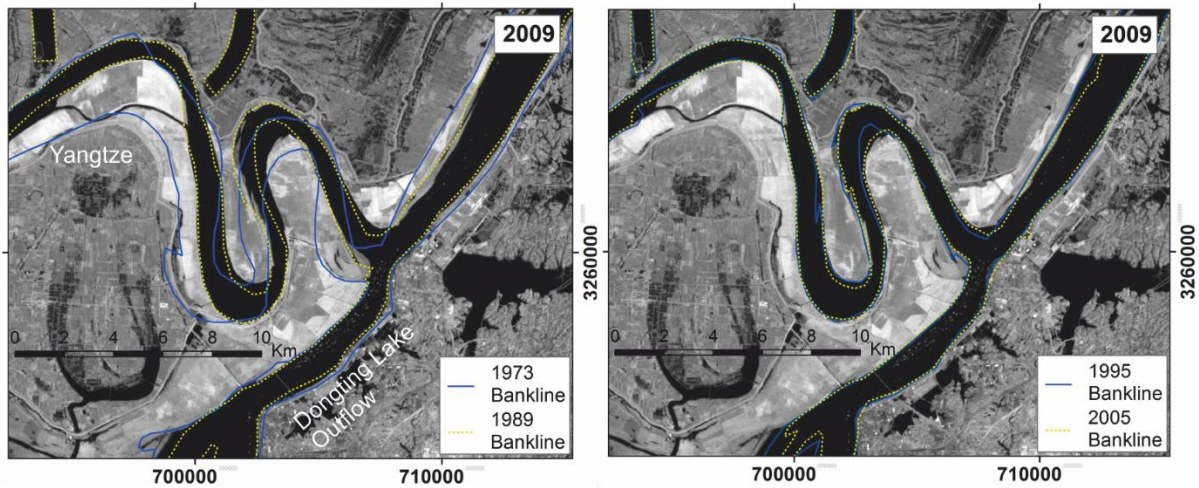 2009
Yangtze
3260000
0 2 4 6 8 10
Km
Dongting Lake
Outflow
1973
Bankline
1989
Bankline
700000
710000
2009
3260000
0 2 4 6 8 10
Km
1995
Bankline
2005
Bankline
700000
710000